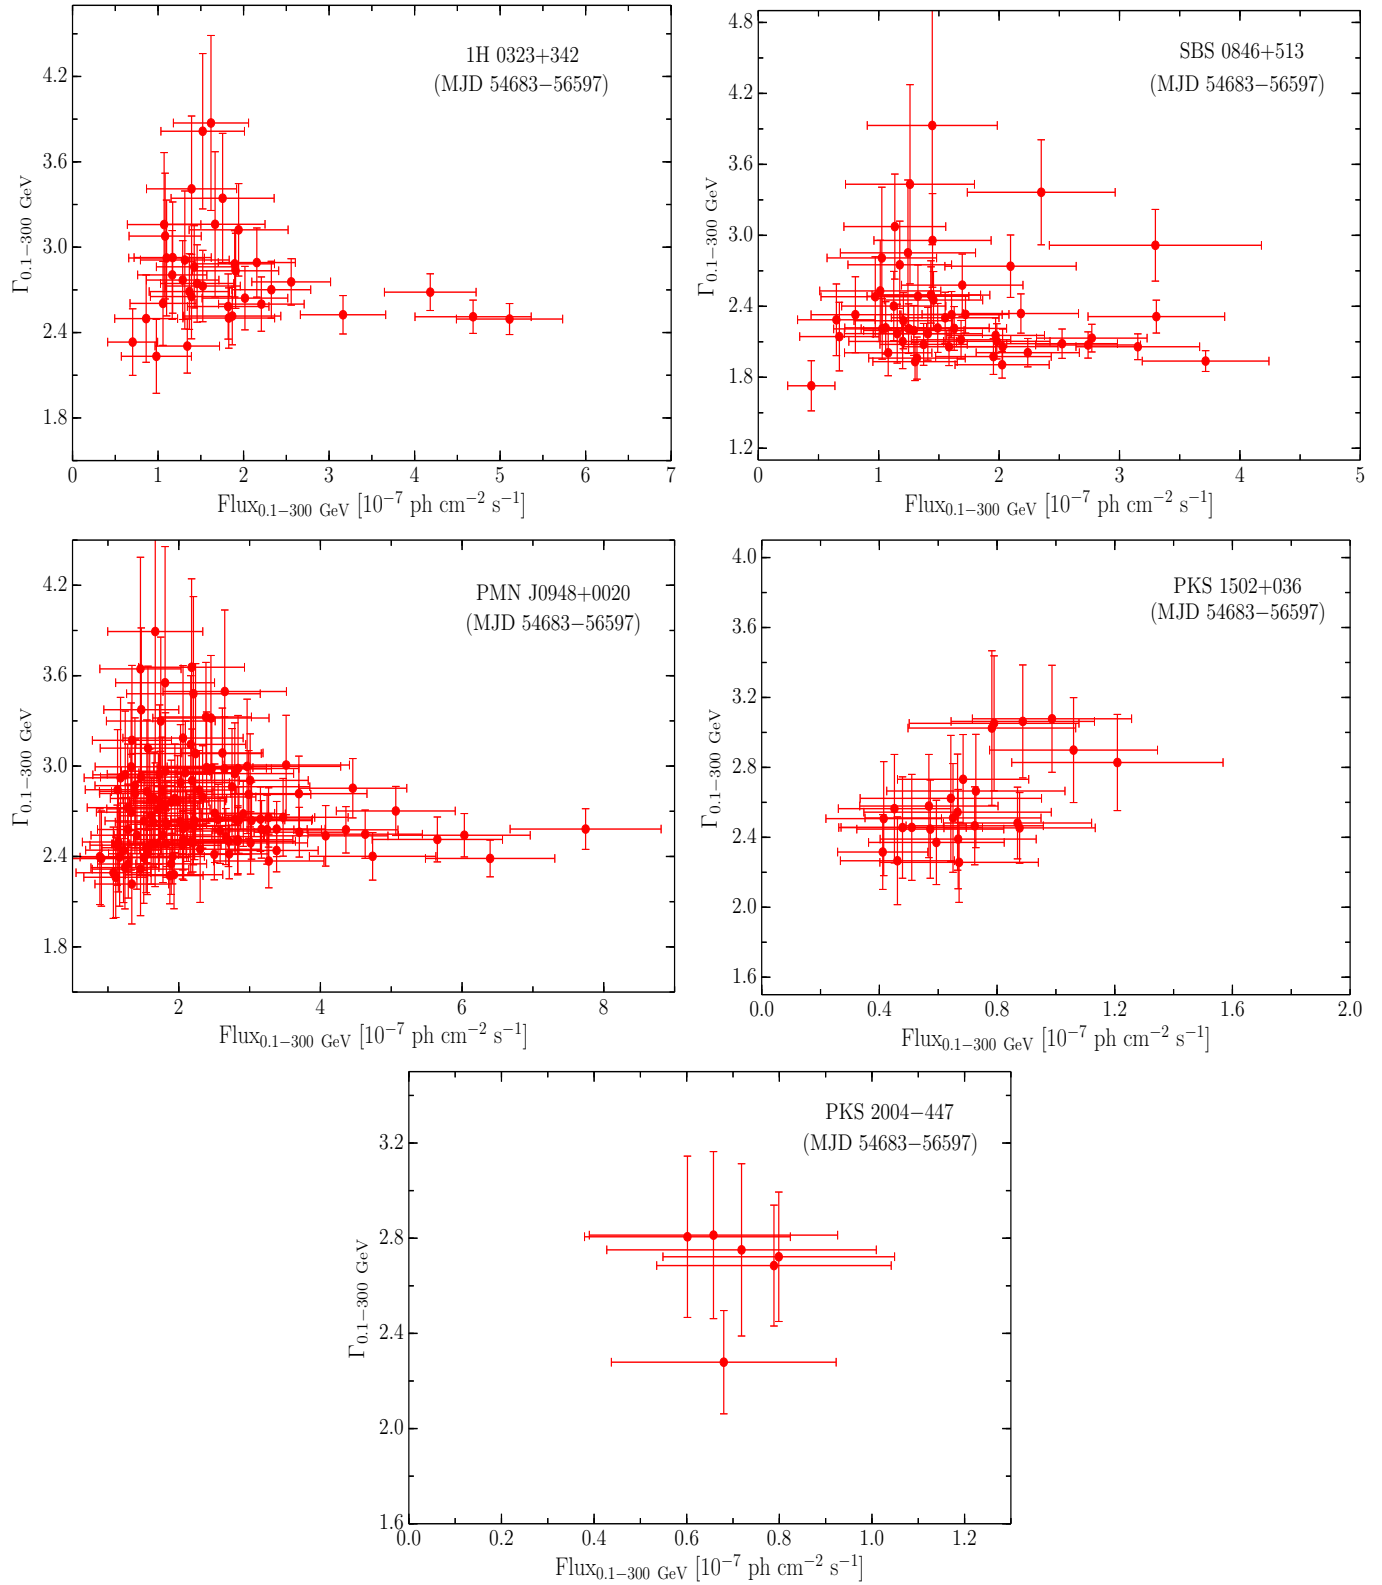 1H 0323+342
(MJD 54683−56597)
4.2
3.6
3.0
2.4
1.8
Γ0.1−300 GeV
0 1 2 3 4 5 6 7
Flux0.1−300 GeV [10−7 ph cm−2 s−1]
SBS 0846+513
(MJD 54683−56597)
4.8
4.2
3.6
3.0
2.4
1.8
1.2
Γ0.1−300 GeV
0 1 2 3 4 5
Flux0.1−300 GeV [10−7 ph cm−2 s−1]
PMN J0948+0020
(MJD 54683−56597)
4.2
3.6
3.0
2.4
1.8
Γ0.1−300 GeV
2 4 6 8
Flux0.1−300 GeV [10−7 ph cm−2 s−1]
PKS 1502+036
(MJD 54683−56597)
4.0
3.6
3.2
2.8
2.4
2.0
1.6
Γ0.1−300 GeV
0.0 0.4 0.8 1.2 1.6 2.0
Flux0.1−300 GeV [10−7 ph cm−2 s−1]
PKS 2004−447
(MJD 54683−56597)
3.2
2.8
2.4
2.0
1.6
Γ0.1−300 GeV
0.0 0.2 0.4 0.6 0.8 1.0 1.2
Flux0.1−300 GeV [10−7 ph cm−2 s−1]